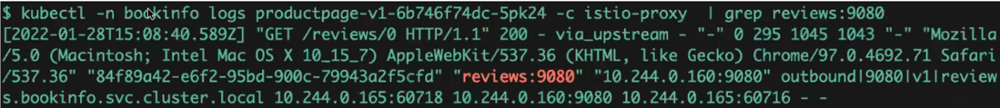 $ kubectl -n bookinfo logs productpage-v1-6b746f74dc-5pk24 -c istio-proxy  | grep reviews:9080
[2022-01-28T15:08:40.589Z] "GET /reviews/0 HTTP/1.1" 200 - via_upstream - "-" 0 295 1045 1043 "-" "Mozilla
/5.0 (Macintosh; Intel Mac OS X 10_15_7) AppleWebKit/537.36 (KHTML, like Gecko) Chrome/97.0.4692.71 Safari
/537.36" "84f89a42-e6f2-95bd-900c-79943a2f5cfd" "reviews:9080" "10.244.0.160:9080" outbound|9080|v1|review
s.bookinfo.svc.cluster.local 10.244.0.165:60718 10.244.0.160:9080 10.244.0.165:60716 - -